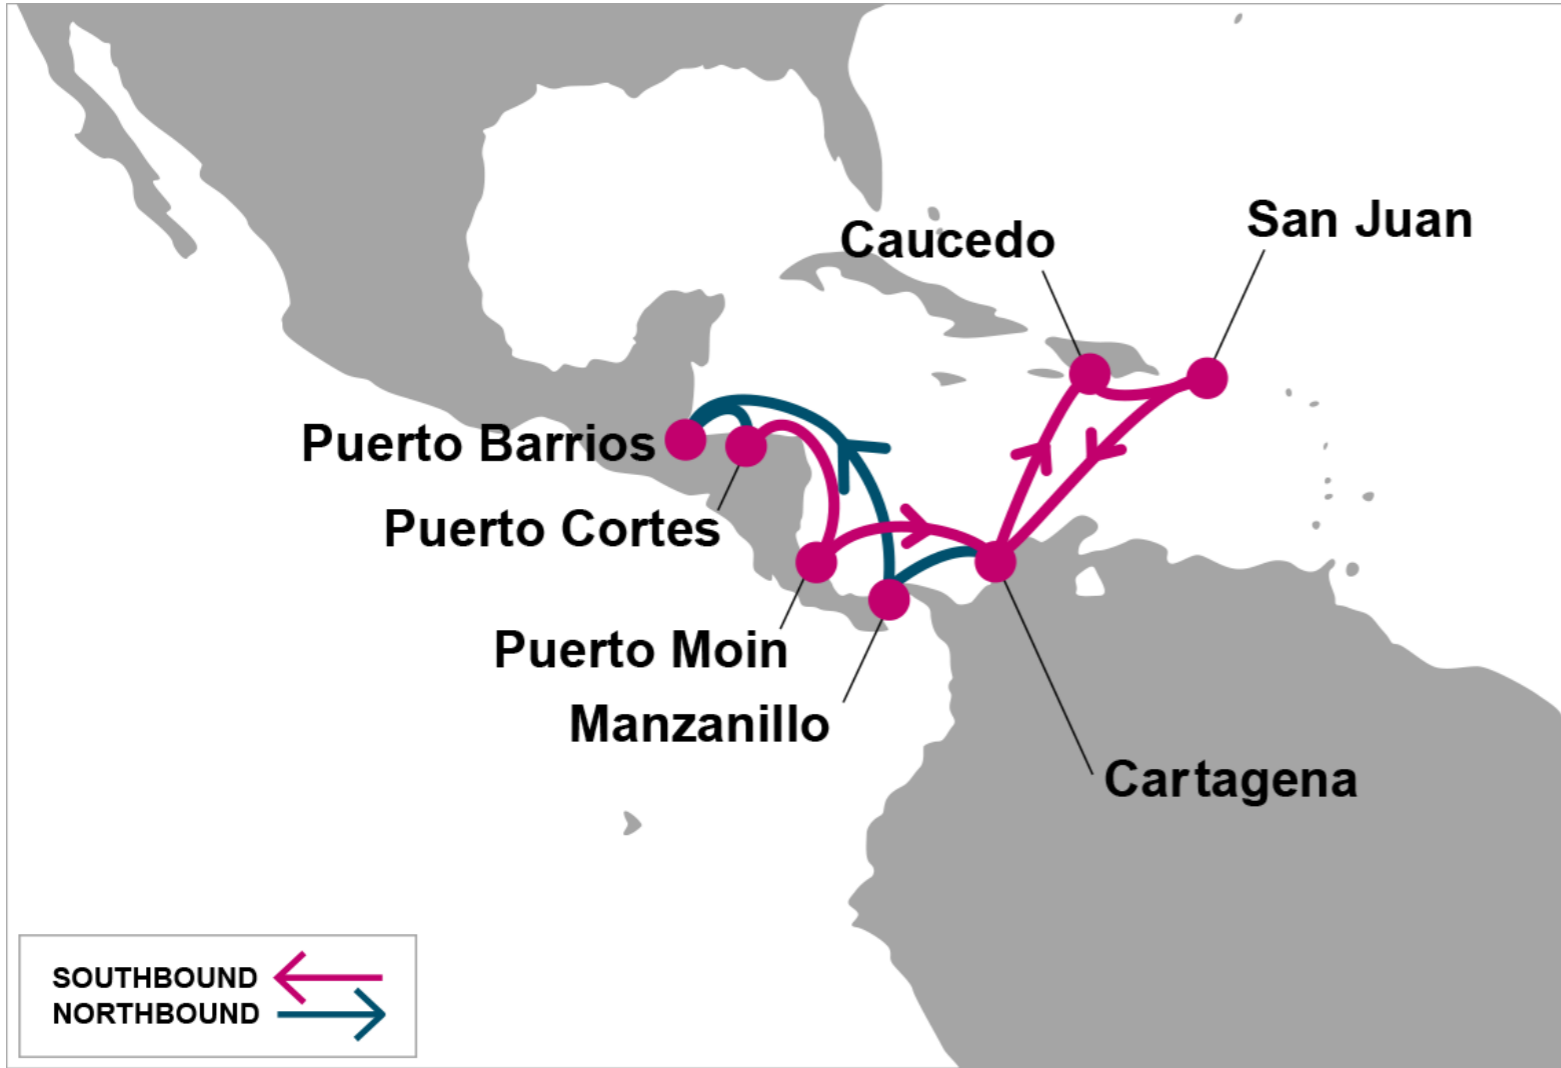 San Juan
Caucedo
Puerto Barrios
Puerto Cortes
Puerto Moin
Manzanillo
Cartagena
SOUTHBOUND
NORTHBOUND